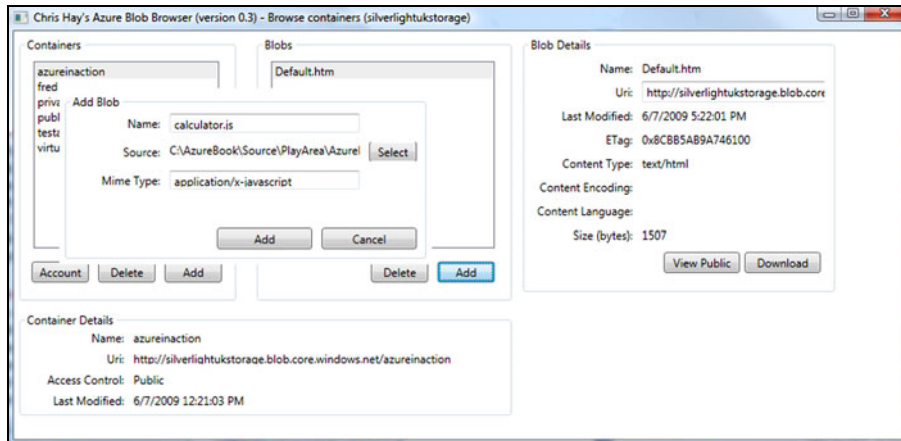 Chris Hay's Azure Blob Browser (version 0.3) - Browse containers (silverlightukstorage)
Containers
azureinaction
fred
priva
publ
testa
virtu
Add Blob
Name: calculator.js
Source: C:\AzureBook\Source\PlayArea\AzureI Select
Mime Type: application/x-javascript
Add Cancel
Account Delete Add
Blobs
Default.htm
Delete Add
Blob Details
Name: Default.htm
Uri: http://silverlightukstorage.blob.core
Last Modified: 6/7/2009 5:22:01 PM
ETag: 0x8CBB5AB9A746100
Content Type: text/html
Content Encoding:
Content Language:
Size (bytes): 1507
View Public Download
Container Details
Name: azureinaction
Uri: http://silverlightukstorage.blob.core.windows.net/azureinaction
Access Control: Public
Last Modified: 6/7/2009 12:21:03 PM